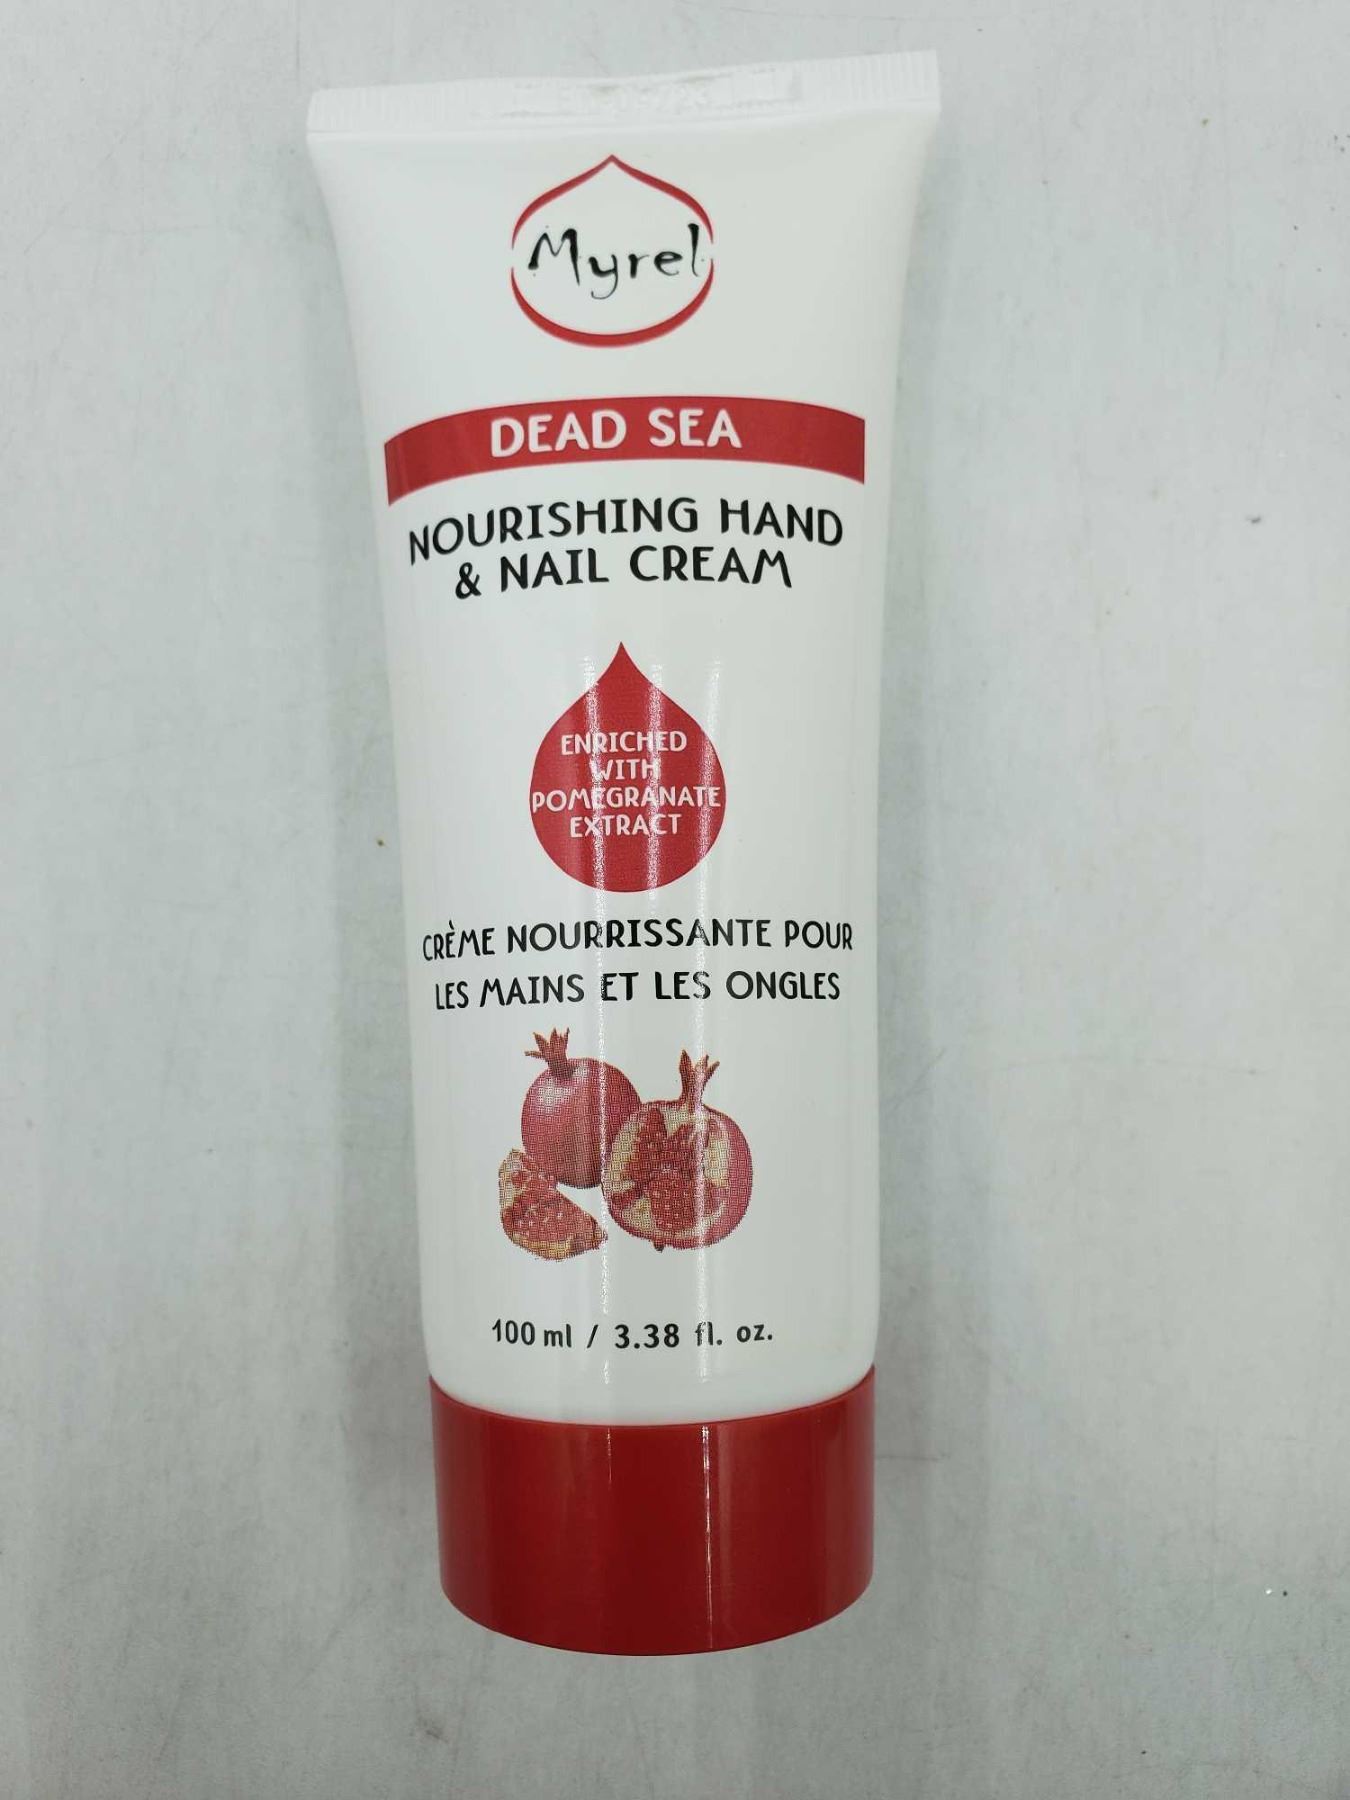 Myrel
DEAD SEA
NOURISHING HAND
& NAIL CREAM
ENRICHED
WITH
POMEGRANATE
EXTRACT
CRÈME NOURRISSANTE POUR
LES MAINS ET LES ONGLES
100 ml / 3.38 fl. oz.